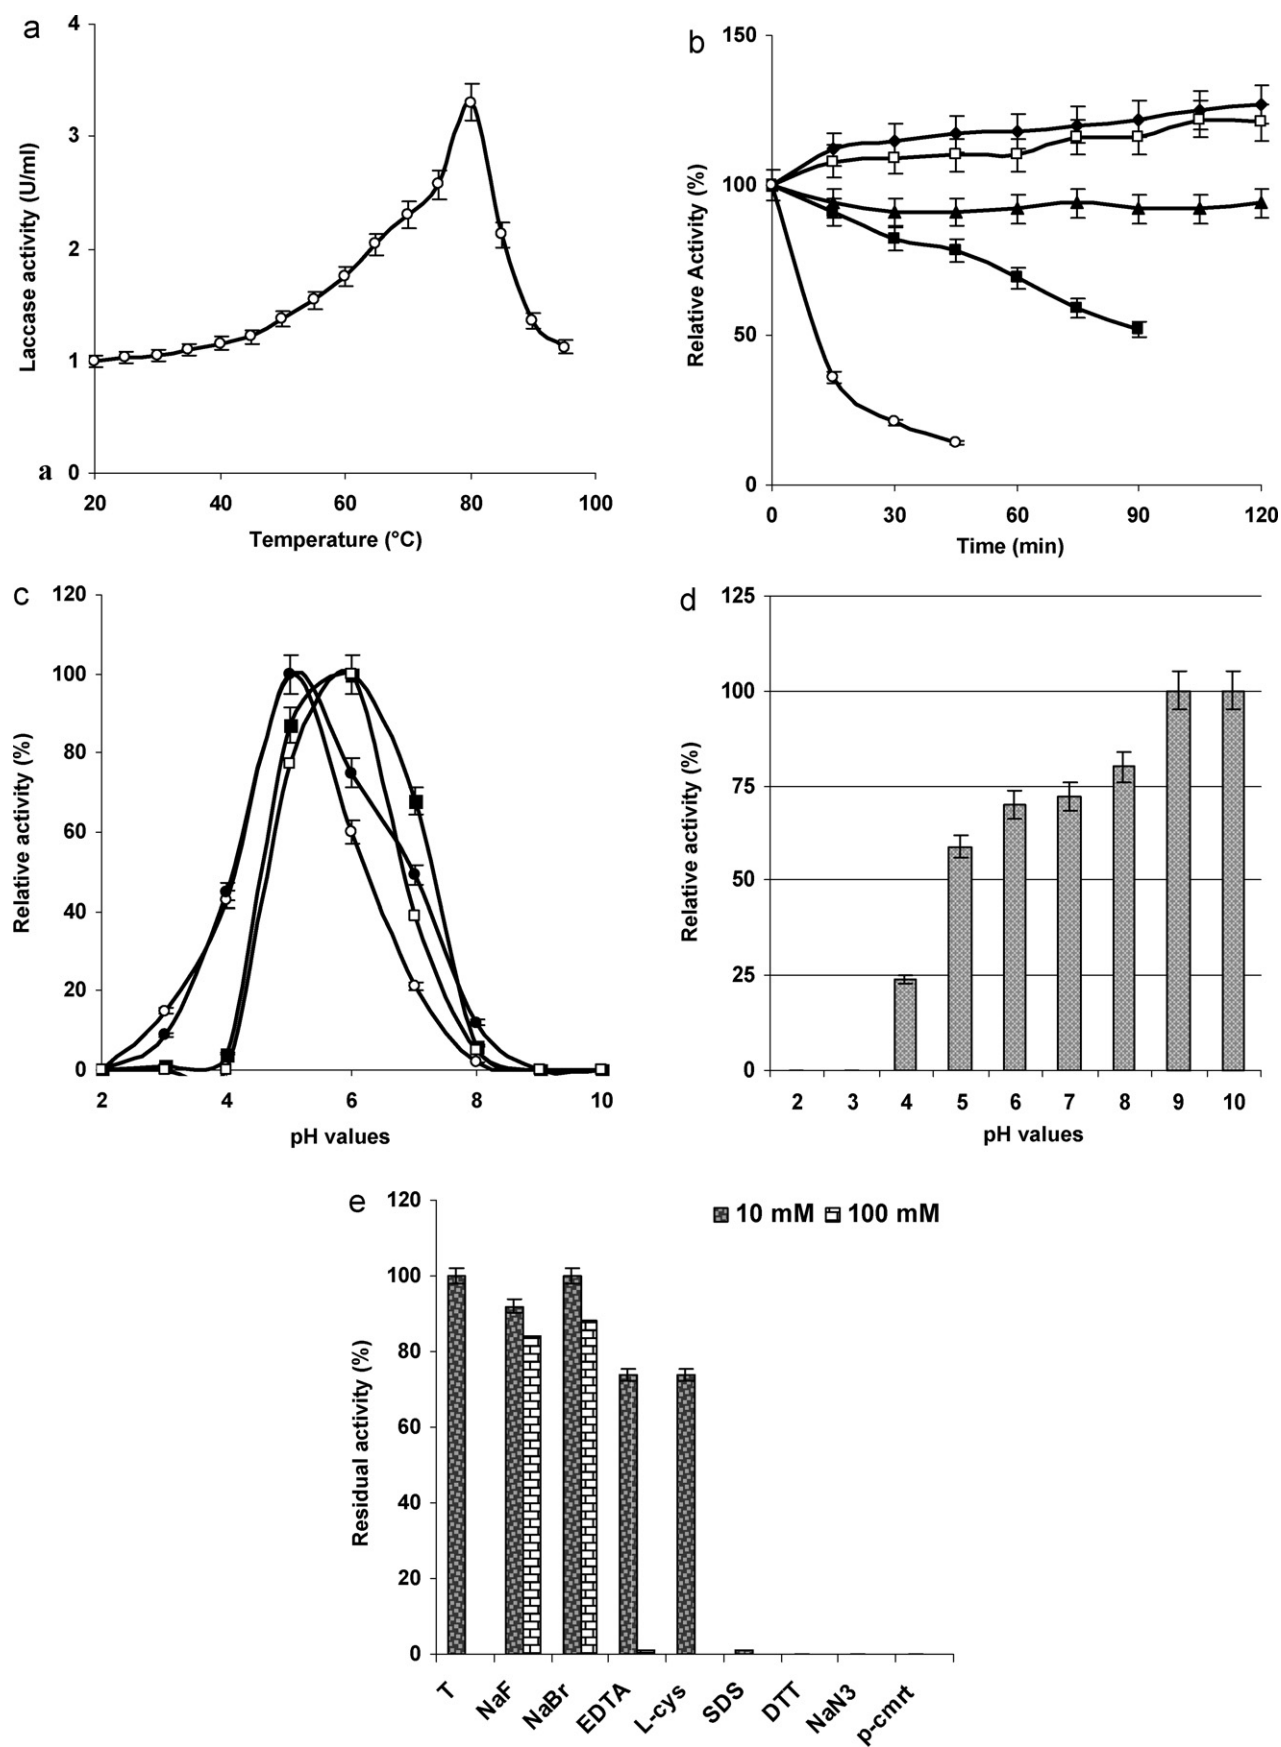 a
4
3
2
1
0
a
Laccase activity (U/ml)
20 40 60 80 100
Temperature (°C)
b
150
100
50
0
Relative Activity (%)
0 30 60 90 120
Time (min)
c
120
100
80
60
40
20
0
Relative activity (%)
2 4 6 8 10
pH values
d
125
100
75
50
25
0
Relative activity (%)
2 3 4 5 6 7 8 9 10
pH values
e
10 mM 100 mM
120
100
80
60
40
20
0
Residual activity (%)
T NaF NaBr EDTA L-cys SDS DTT NaN3 p-cmrt